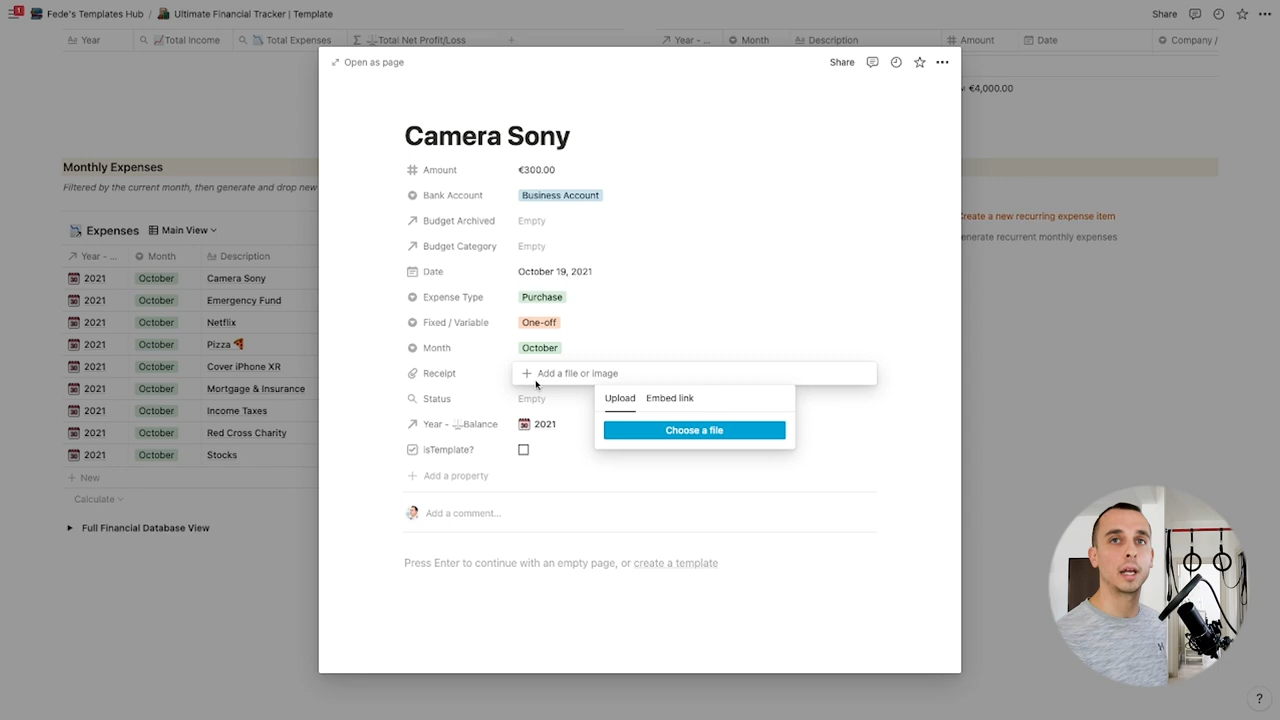 1 Fede's Templates Hub / Ultimate Financial Tracker | Template Share
Year Total Income Total Expenses Total Net Profit/Loss Year - ... Month Description Amount Date Company /
€4,000.00
Open as page Share
Camera Sony
Amount €300.00
Bank Account Business Account
Budget Archived Empty
Budget Category Empty
Date October 19, 2021
Expense Type Purchase
Fixed / Variable One-off
Month October
Receipt Add a file or image
Upload Embed link
Choose a file
Status Empty
Year - Balance 2021
isTemplate?
Add a property
Add a comment...
Press Enter to continue with an empty page, or create a template
Monthly Expenses
Filtered by the current month, then generate and drop new
Expenses Main View
Year - ... Month Description
2021 October Camera Sony
2021 October Emergency Fund
2021 October Netflix
2021 October Pizza
2021 October Cover iPhone XR
2021 October Mortgage & Insurance
2021 October Income Taxes
2021 October Red Cross Charity
2021 October Stocks
New
Calculate
Full Financial Database View
Create a new recurring expense item
enerate recurrent monthly expenses
?